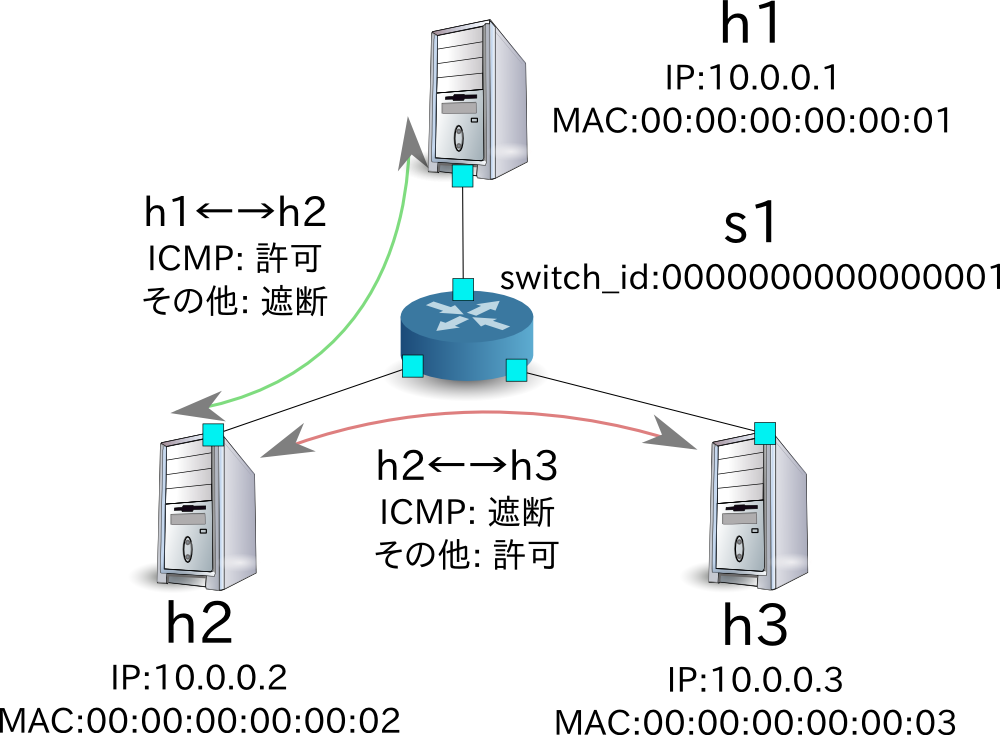 h1
IP:10.0.0.1
MAC:00:00:00:00:00:01
h1←→h2
ICMP: 許可
その他: 遮断
s1
switch_id:0000000000000001
h2←→h3
ICMP: 遮断
その他: 許可
h2
IP:10.0.0.2
MAC:00:00:00:00:00:02
h3
IP:10.0.0.3
MAC:00:00:00:00:00:03